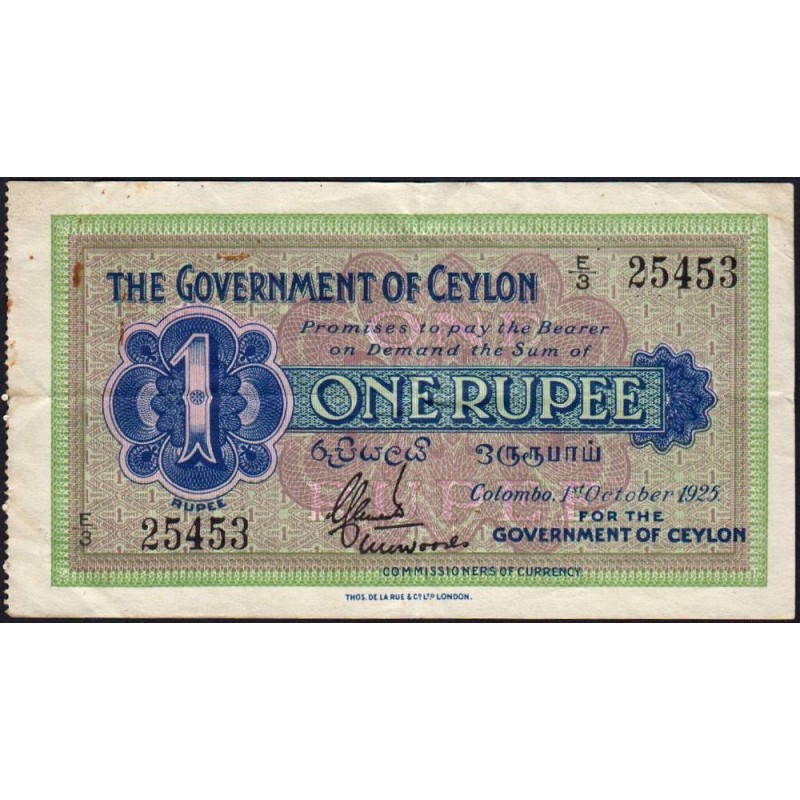 THE GOVERNMENT OF CEYLON E/3 25453
Promises to pay the Bearer
on Demand the Sum of
1 ONE RUPEE
රුපියලයි ஒருரூபாய்
RUPEE
Colombo, 1st October 1925
E/3 25453
FOR THE
GOVERNMENT OF CEYLON
COMMISSIONERS OF CURRENCY
THOS. DE LA RUE & CO LTD LONDON.
ONE
RUPEE